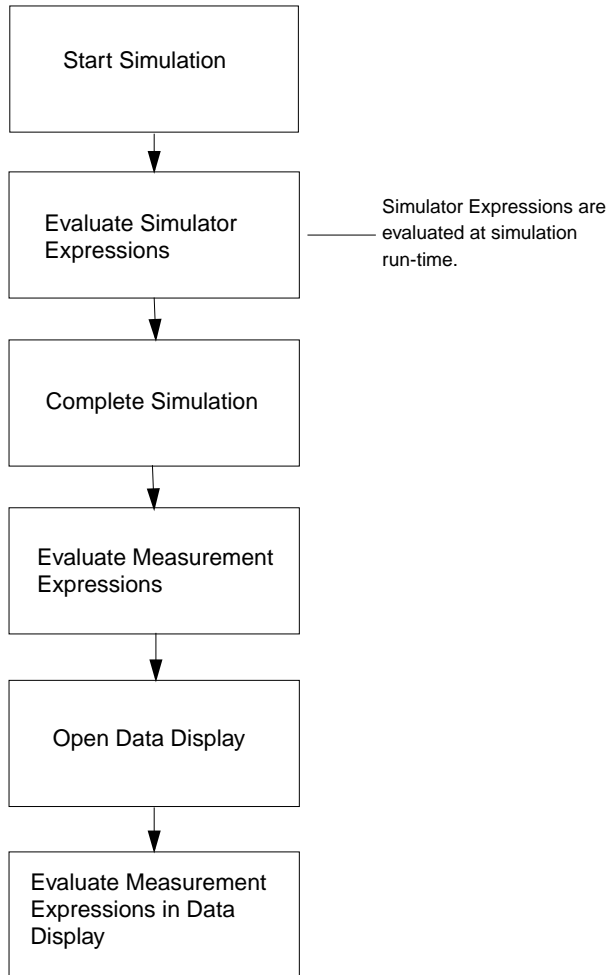 Start Simulation
Evaluate Simulator
Expressions
Simulator Expressions are
evaluated at simulation
run-time.
Complete Simulation
Evaluate Measurement
Expressions
Open Data Display
Evaluate Measurement
Expressions in Data
Display